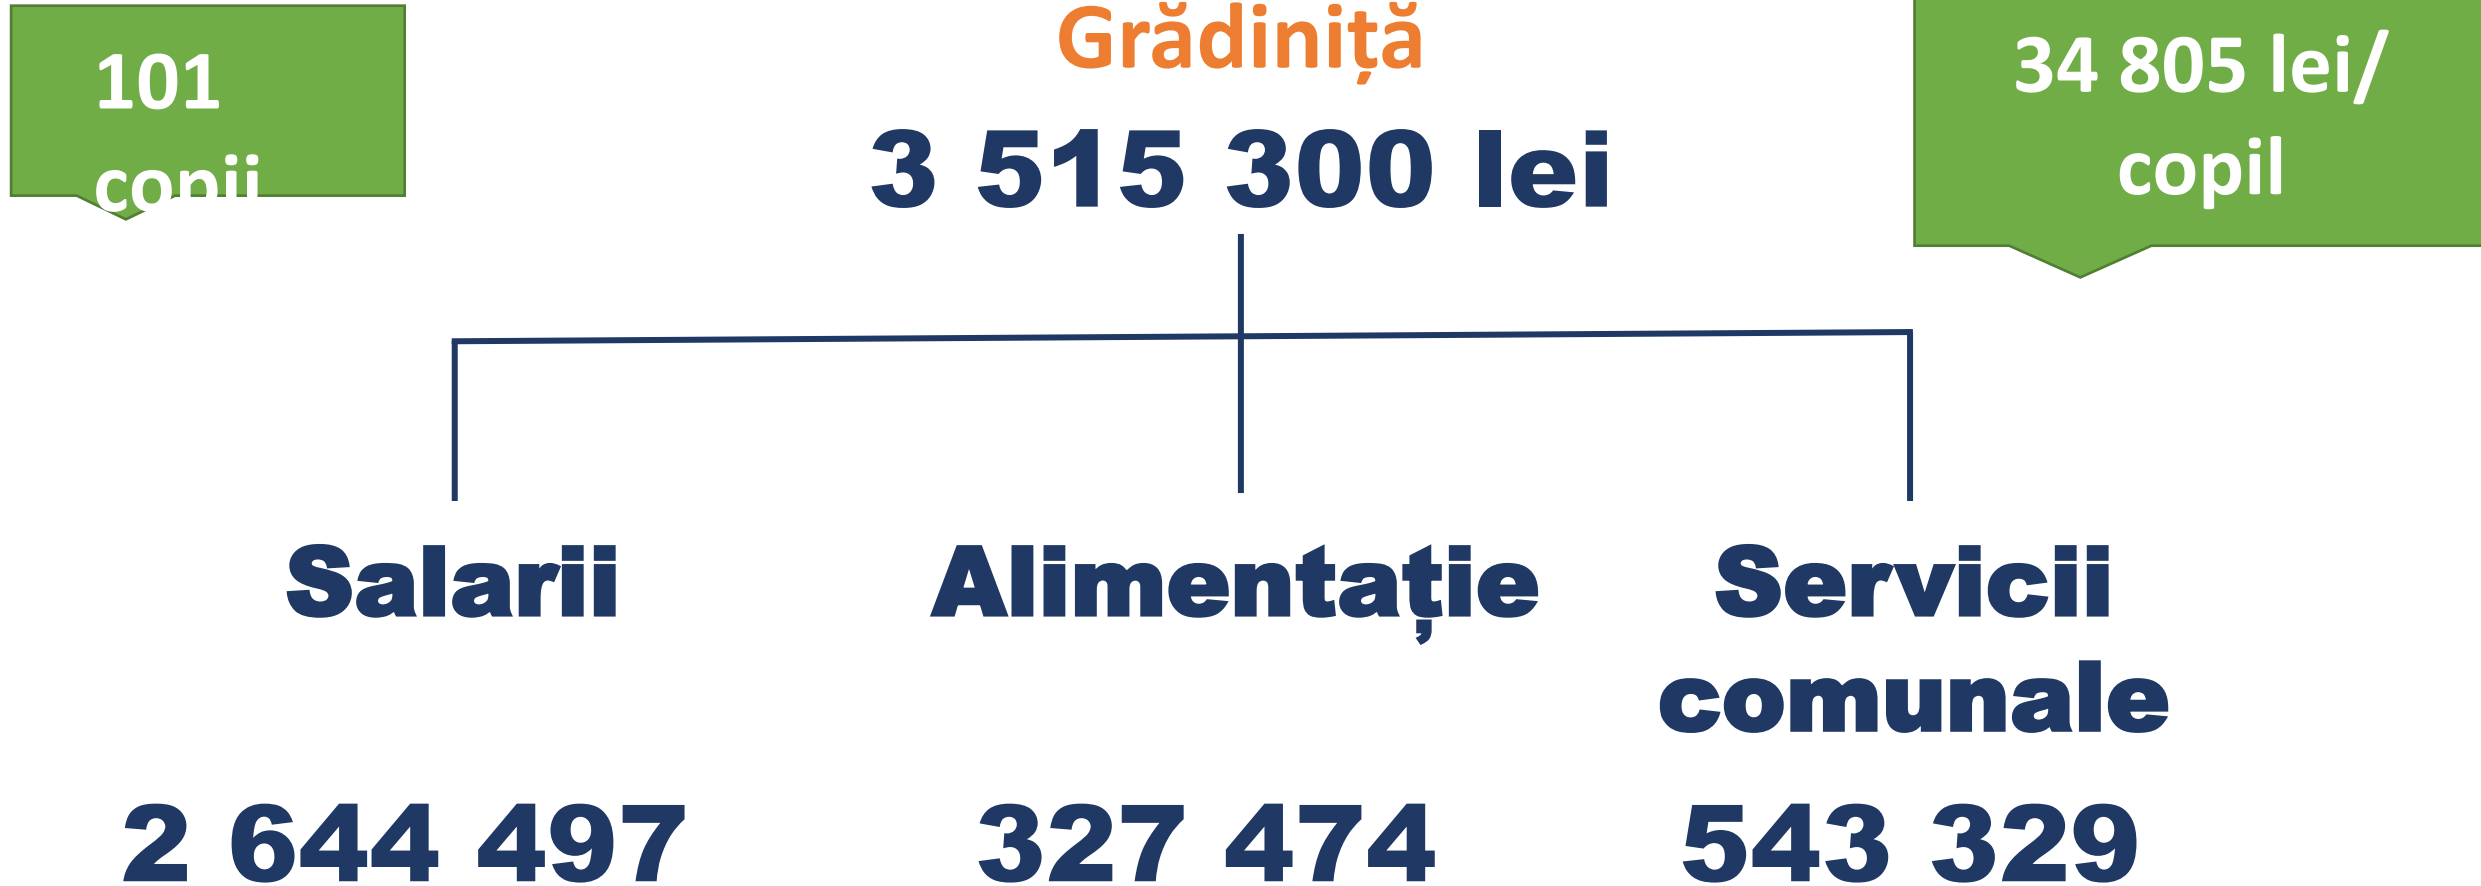 101
copii
Grădiniță
3 515 300 lei
34 805 lei/
copil
Salarii
Alimentație
Servicii
comunale
2 644 497
327 474
543 329